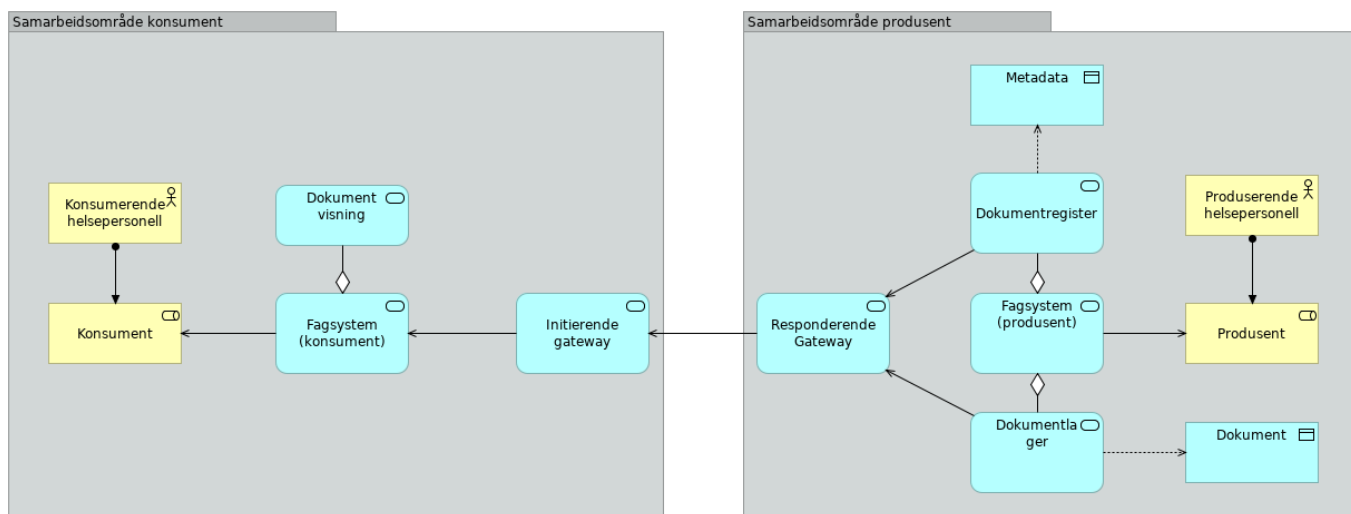 Samarbeidsområde konsument
Samarbeidsområde produsent
Metadata
Konsumerende
helsepersonell
Dokument
visning
Dokumentregister
Produserende
helsepersonell
Konsument
Fagsystem
(konsument)
Initierende
gateway
Responderende
Gateway
Fagsystem
(produsent)
Produsent
Dokumentla
ger
Dokument